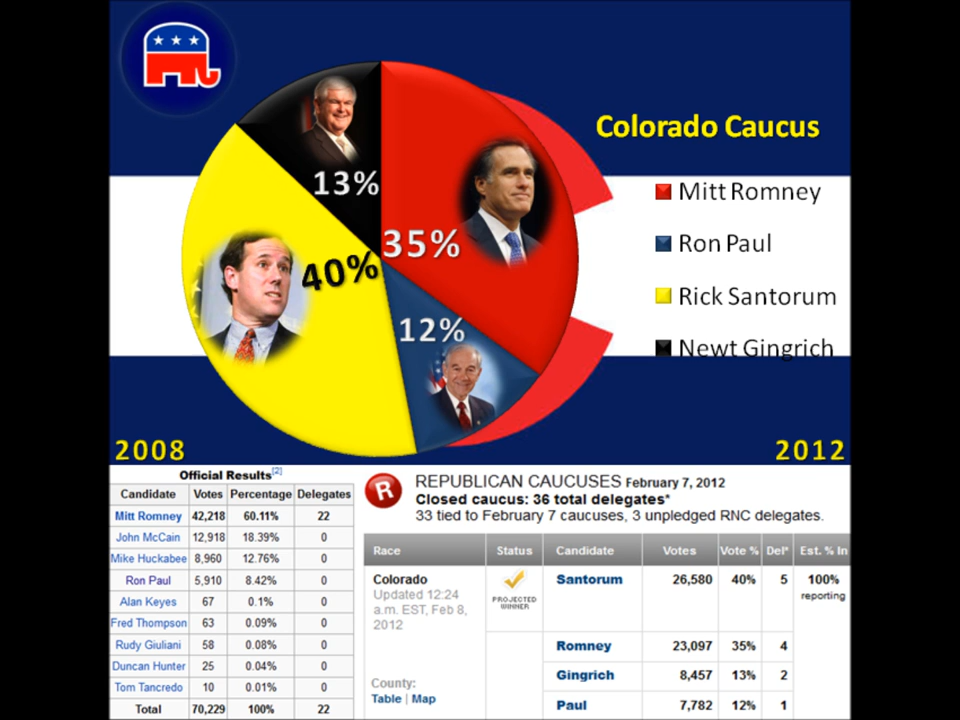 Colorado Caucus
13%
35%
40%
12%
Mitt Romney
Ron Paul
Rick Santorum
Newt Gingrich
2008
2012
Official Results[2]
Candidate Votes Percentage Delegates
Mitt Romney 42,218 60.11% 22
John McCain 12,918 18.39% 0
Mike Huckabee 8,960 12.76% 0
Ron Paul 5,910 8.42% 0
Alan Keyes 67 0.1% 0
Fred Thompson 63 0.09% 0
Rudy Giuliani 58 0.08% 0
Duncan Hunter 25 0.04% 0
Tom Tancredo 10 0.01% 0
Total 70,229 100% 22
R
REPUBLICAN CAUCUSES February 7, 2012
Closed caucus: 36 total delegates*
33 tied to February 7 caucuses, 3 unpledged RNC delegates.
Race Status Candidate Votes Vote % Del* Est. % In
Colorado Santorum 26,580 40% 5 100%
Updated 12:24 reporting
a.m. EST, Feb 8,
2012
PROJECTED
WINNER
Romney 23,097 35% 4
Gingrich 8,457 13% 2
County:
Table | Map
Paul 7,782 12% 1